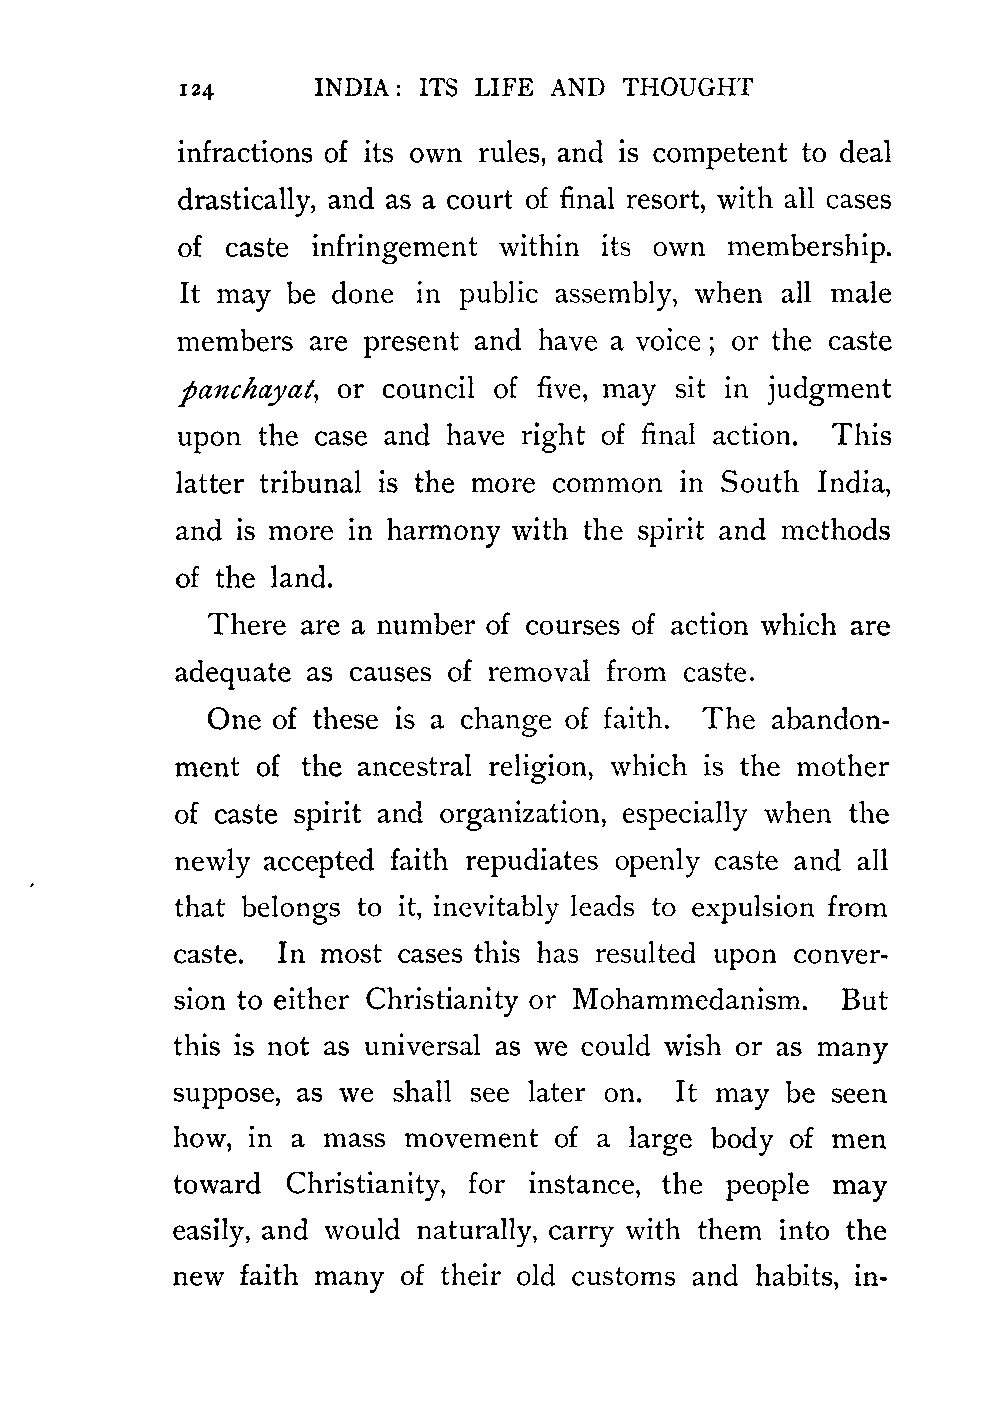 124 INDIA: ITS LIFE AND THOUGHT
infractions of its own rules, and is competent to deal
drastically, and as a court of final resort, with all cases
of caste infringement within its own membership.
It may be done in public assembly, when all male
members are present and have a voice; or the caste
panchayat, or council of five, may sit in judgment
upon the case and have right of final action. This
latter tribunal is the more common in South India,
and is more in harmony with the spirit and methods
of the land.
There are a number of courses of action which are
adequate as causes of removal from caste.
One of these is a change of faith. The abandon-
ment of the ancestral religion, which is the mother
of caste spirit and organization, especially when the
newly accepted faith repudiates openly caste and all
that belongs to it, inevitably leads to expulsion from
caste. In most cases this has resulted upon conver-
sion to either Christianity or Mohammedanism. But
this is not as universal as we could wish or as many
suppose, as we shall see later on. It may be seen
how, in a mass movement of a large body of men
toward Christianity, for instance, the people may
easily, and would naturally, carry with them into the
new faith many of their old customs and habits, in-